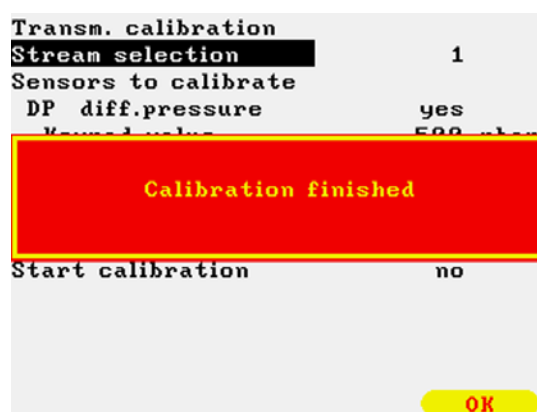 Transm. calibration
Stream selection 1
Sensors to calibrate
DP diff.pressure yes
Calibration finished
Start calibration no
OK